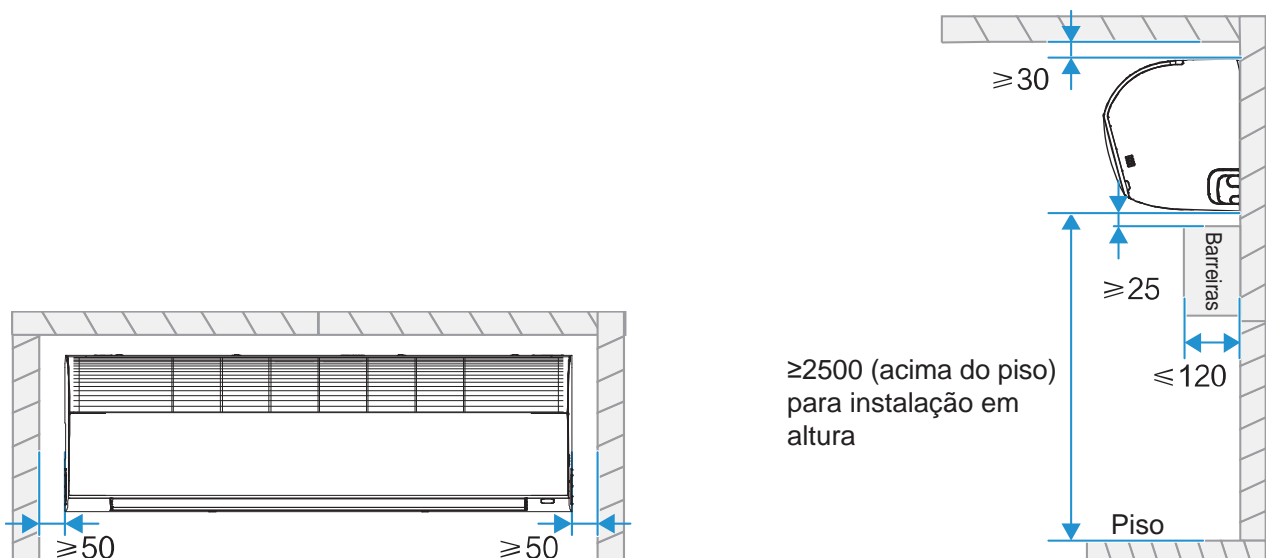 ≥50
≥50
≥30
≥25
Barreiras
≤120
≥2500 (acima do piso)
para instalação em
altura
Piso